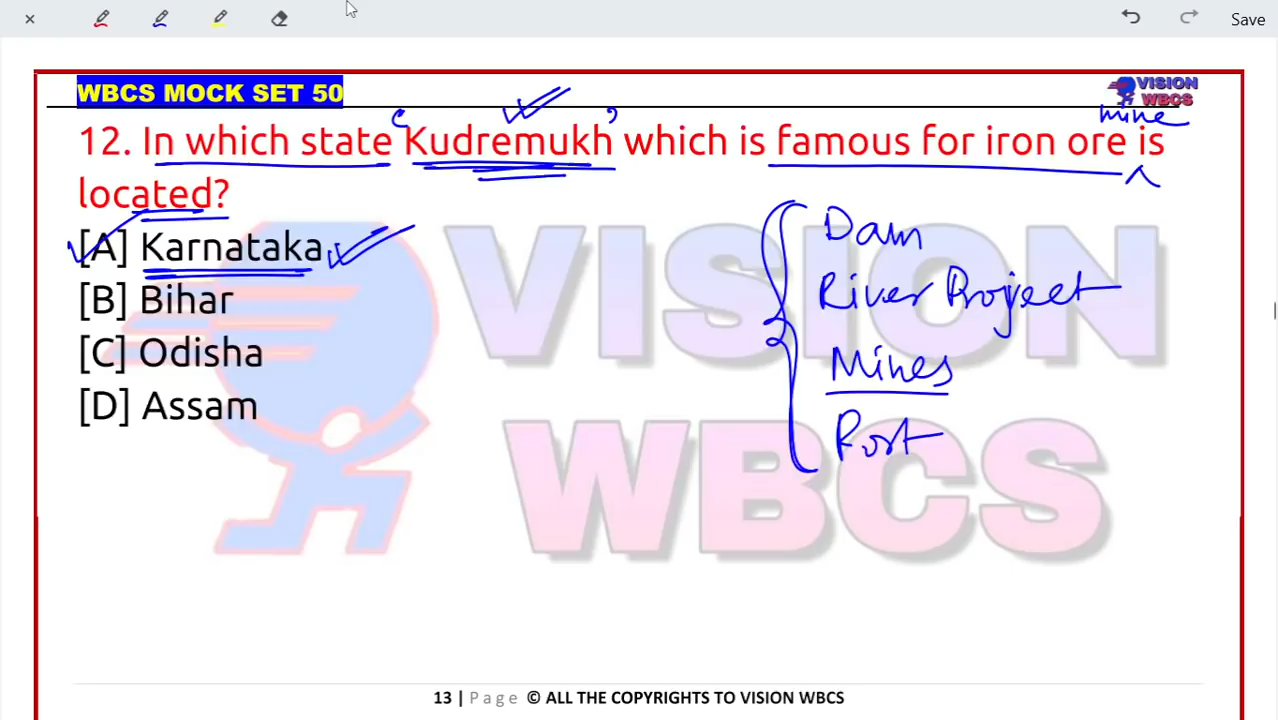 Save
WBCS MOCK SET 50
VISION
WBCS
mine
12. In which state ‘Kudremukh’ which is famous for iron ore is
located?
[A] Karnataka
[B] Bihar
[C] Odisha
[D] Assam
Dam
River Project
Mines
Port
VISION
WBCS
13 | Page © ALL THE COPYRIGHTS TO VISION WBCS